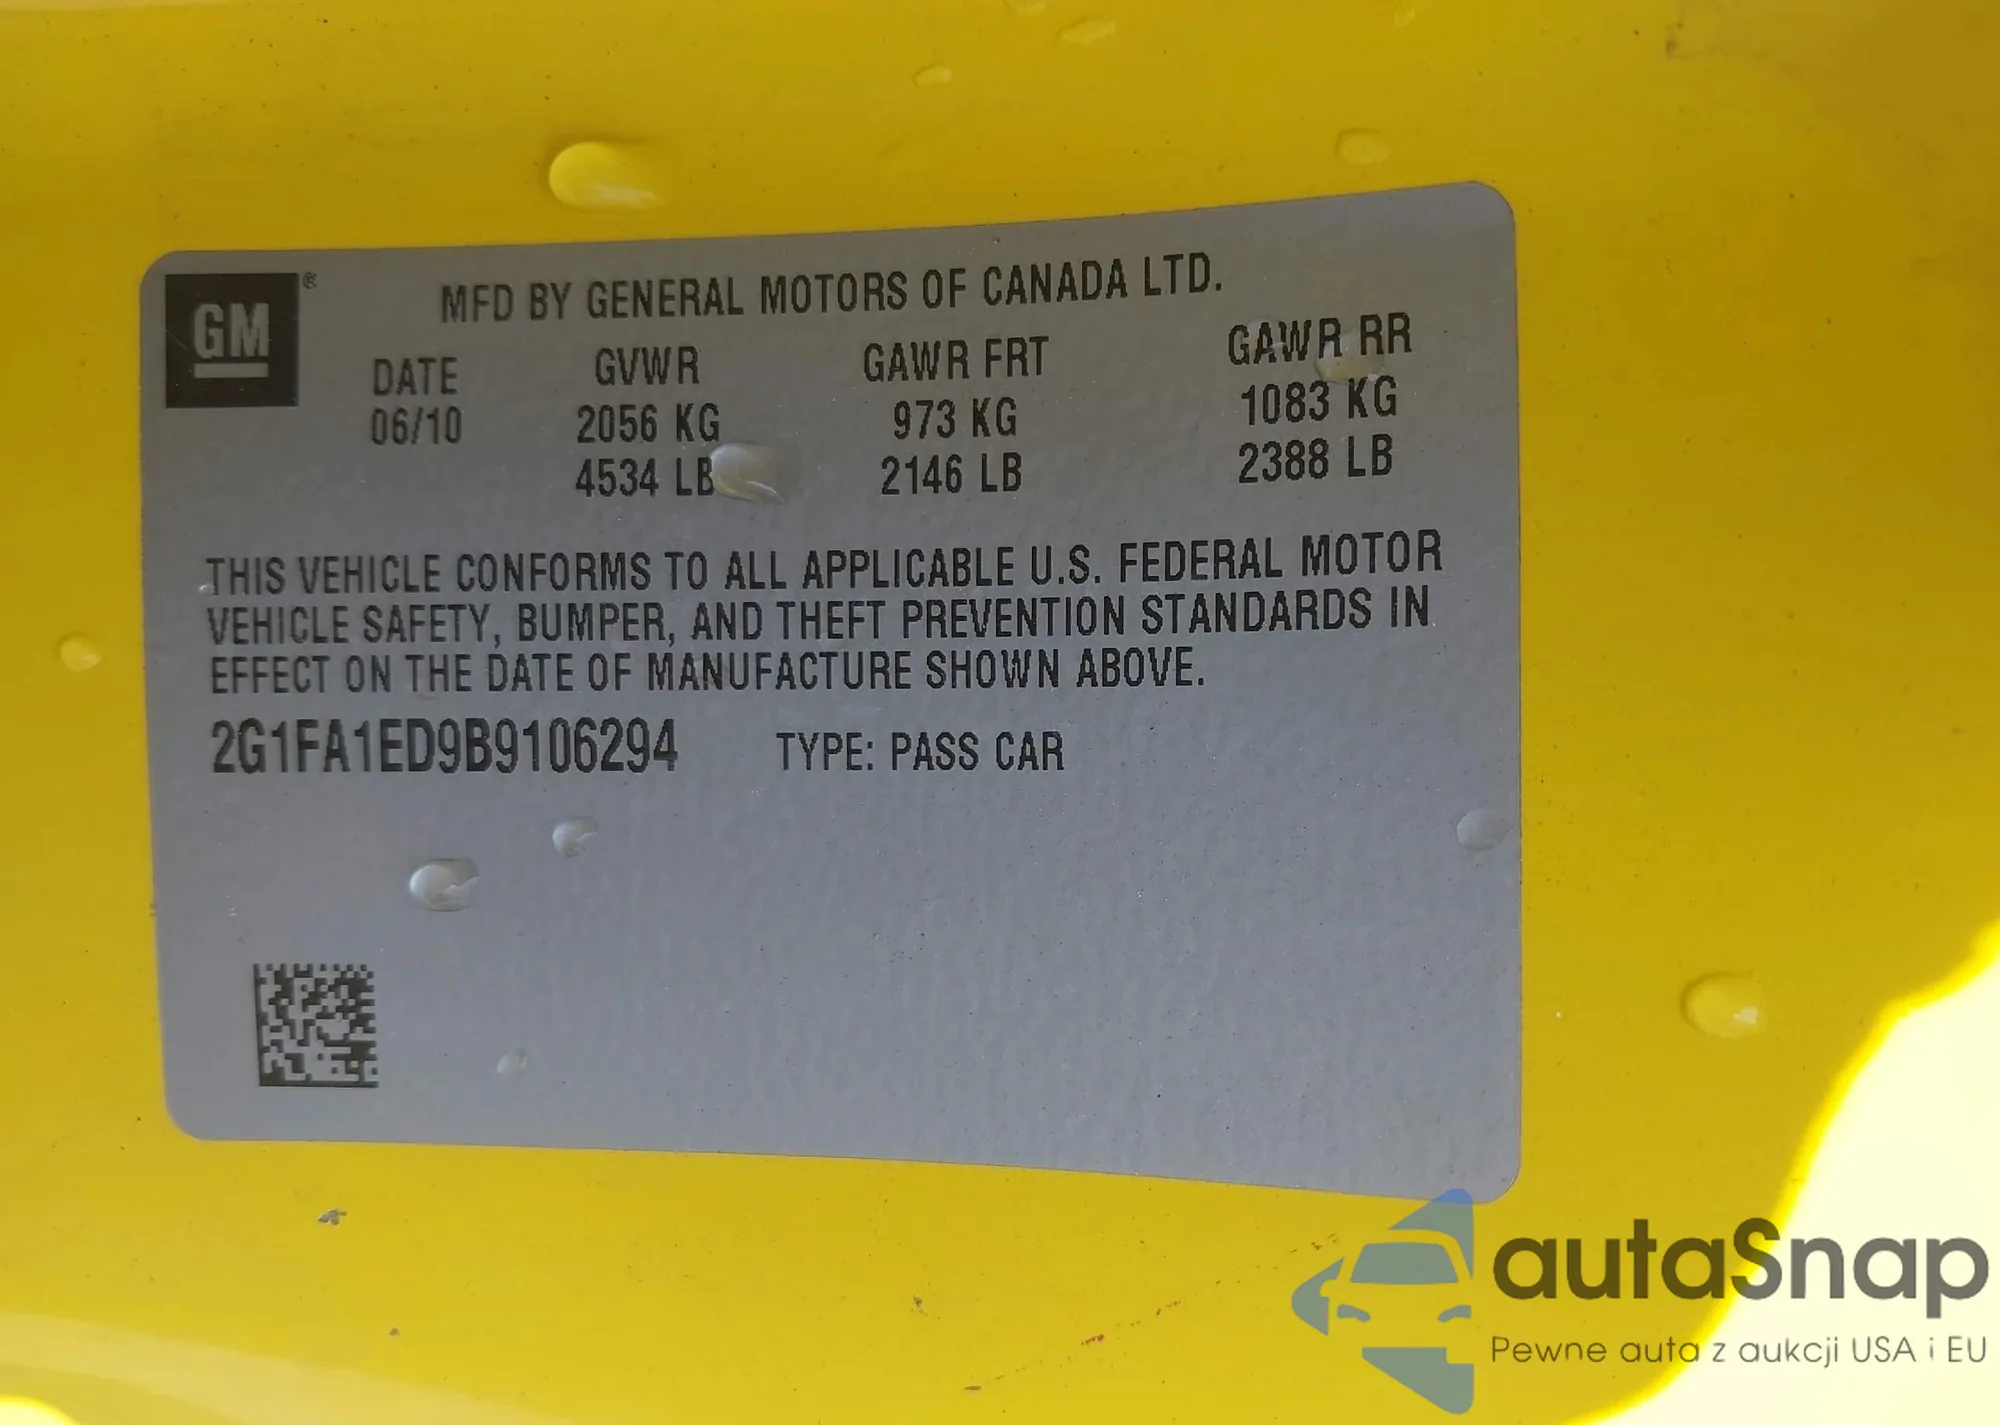 GM®
MFD BY GENERAL MOTORS OF CANADA LTD.
DATE GVWR GAWR FRT GAWR RR
06/10 2056 KG 973 KG 1083 KG
4534 LB 2146 LB 2388 LB
THIS VEHICLE CONFORMS TO ALL APPLICABLE U.S. FEDERAL MOTOR
VEHICLE SAFETY, BUMPER, AND THEFT PREVENTION STANDARDS IN
EFFECT ON THE DATE OF MANUFACTURE SHOWN ABOVE.
2G1FA1ED9B9106294 TYPE: PASS CAR
autaSnap
Pewne auta z aukcji USA i EU